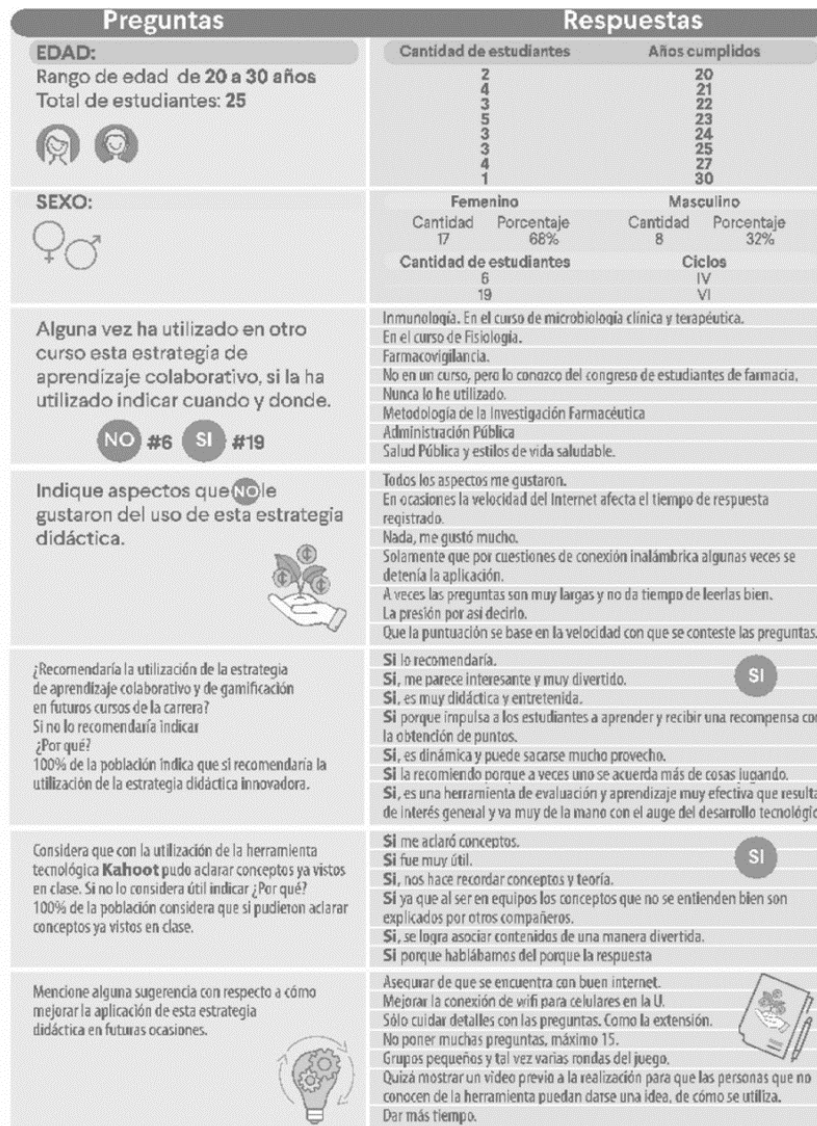 Preguntas
Respuestas
EDAD:
Rango de edad de 20 a 30 años
Total de estudiantes: 25
Cantidad de estudiantes Años cumplidos
2 20
4 21
3 22
5 23
3 24
3 25
4 27
1 30
SEXO:
Femenino Masculino
Cantidad Porcentaje Cantidad Porcentaje
17 68% 8 32%
Cantidad de estudiantes Ciclos
6 IV
19 VI
Alguna vez ha utilizado en otro
curso esta estrategia de
aprendizaje colaborativo, si la ha
utilizado indicar cuando y donde.
NO #6 SI #19
Inmunología. En el curso de microbiología clínica y terapéutica.
En el curso de Fisiología.
Farmacovigilancia.
No en un curso, pero lo conozco del congreso de estudiantes de farmacia.
Nunca lo he utilizado.
Metodología de la Investigación Farmacéutica
Administración Pública
Salud Pública y estilos de vida saludable.
Indique aspectos que NO le
gustaron del uso de esta estrategia
didáctica.
Todos los aspectos me gustaron.
En ocasiones la velocidad del Internet afecta el tiempo de respuesta
registrado.
Nada, me gustó mucho.
Solamente que por cuestiones de conexión inalámbrica algunas veces se
detenía la aplicación.
A veces las preguntas son muy largas y no da tiempo de leerlas bien.
La presión por así decirlo.
Que la puntuación se base en la velocidad con que se conteste las preguntas.
¿Recomendaría la utilización de la estrategia
de aprendizaje colaborativo y de gamificación
en futuros cursos de la carrera?
Si no lo recomendaría indicar
¿Por qué?
100% de la población indica que si recomendaría la
utilización de la estrategia didáctica innovadora.
Si lo recomendaría.
Si, me parece interesante y muy divertido.
SI
Si, es muy didáctica y entretenida.
Si porque impulsa a los estudiantes a aprender y recibir una recompensa con
la obtención de puntos.
Si, es dinámica y puede sacarse mucho provecho.
Si la recomiendo porque a veces uno se acuerda más de cosas jugando.
Si, es una herramienta de evaluación y aprendizaje muy efectiva que resulta
de interés general y va muy de la mano con el auge del desarrollo
Considera que con la utilización de la herramienta
tecnológica Kahoot pudo aclarar conceptos ya vistos
en clase. Si no lo considera útil indicar ¿Por qué?
100% de la población considera que si pudieron aclarar
conceptos ya vistos en clase.
Si me aclaró conceptos.
Si fue muy útil.
SI
Si, nos hace recordar conceptos y teoría.
Si ya que al ser en equipos los conceptos que no se entienden bien son
explicados por otros compañeros.
Si, se logra asociar contenidos de una manera divertida.
Si porque hablábamos del porque la respuesta
Mencione alguna sugerencia con respecto a cómo
mejorar la aplicación de esta estrategia
didáctica en futuras ocasiones.
Asegurar de que se encuentra con buen internet.
Mejorar la conexión de wifi para celulares en la U.
Sólo cuidar detalles con las preguntas. Como la extensión.
No poner muchas preguntas, máximo 15.
Grupos pequeños y tal vez varias rondas del juego.
Quizá mostrar un video previo a la realización para que las personas que no
conocen de la herramienta puedan darse una idea, de cómo se utiliza.
Dar más tiempo.